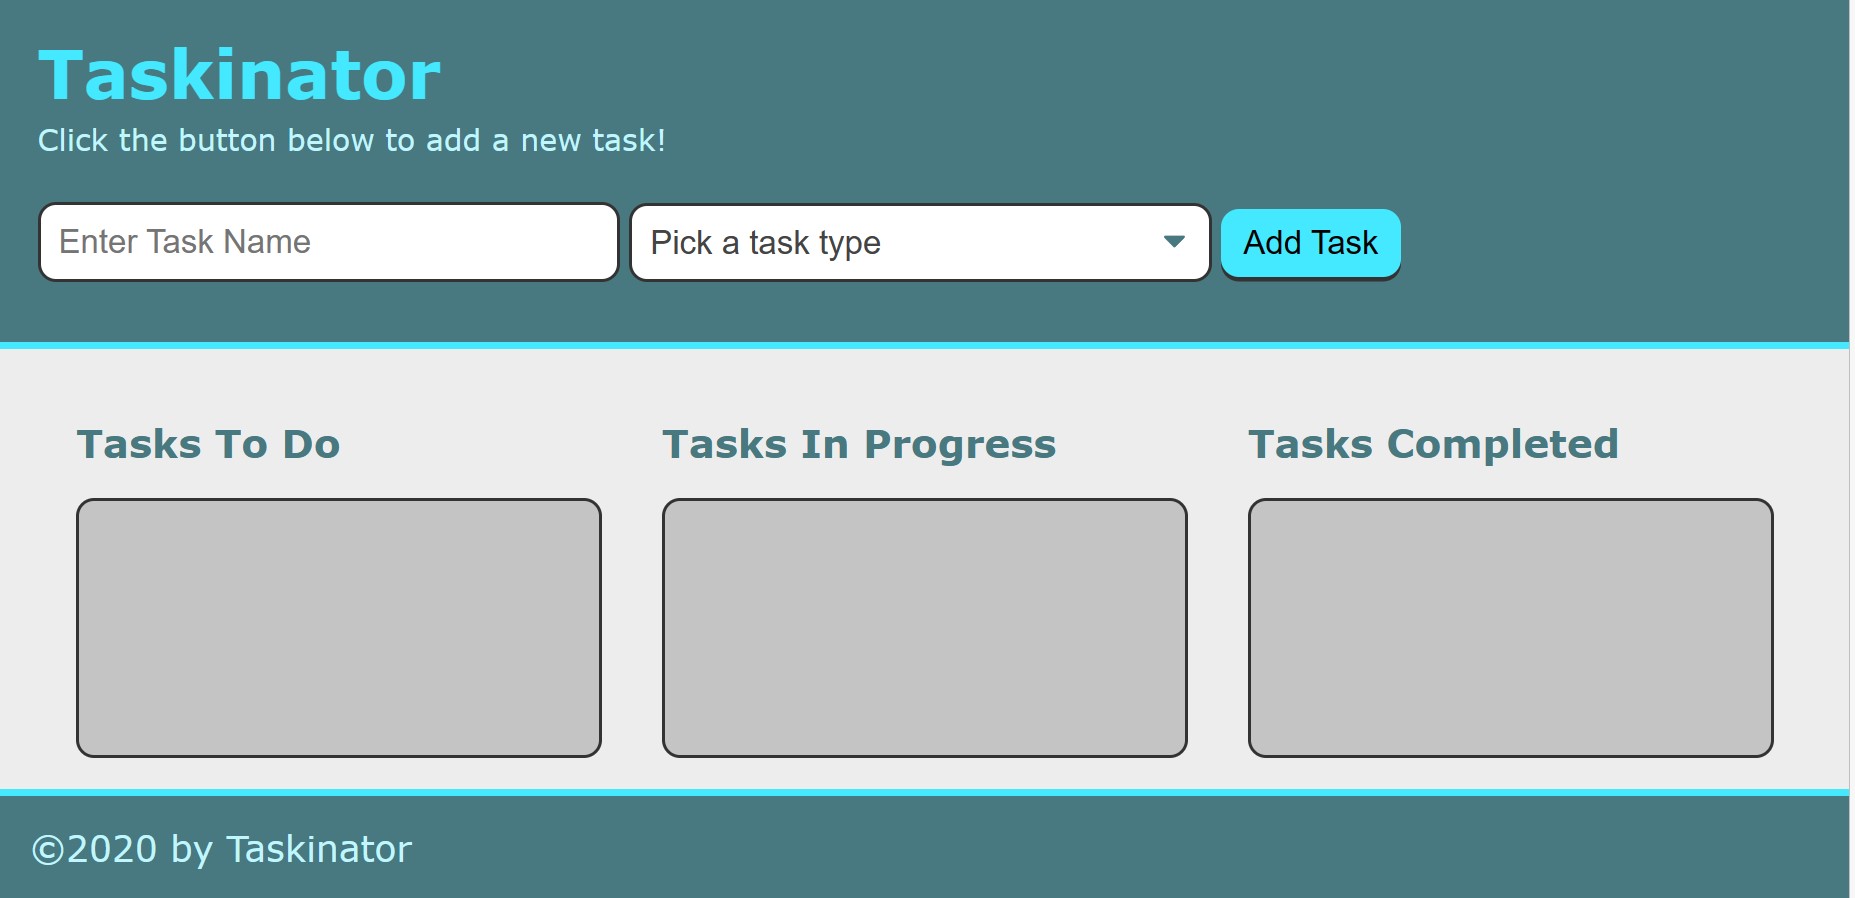 Taskinator
Click the button below to add a new task!
Enter Task Name
Pick a task type
Add Task
Tasks To Do
Tasks In Progress
Tasks Completed
©2020 by Taskinator